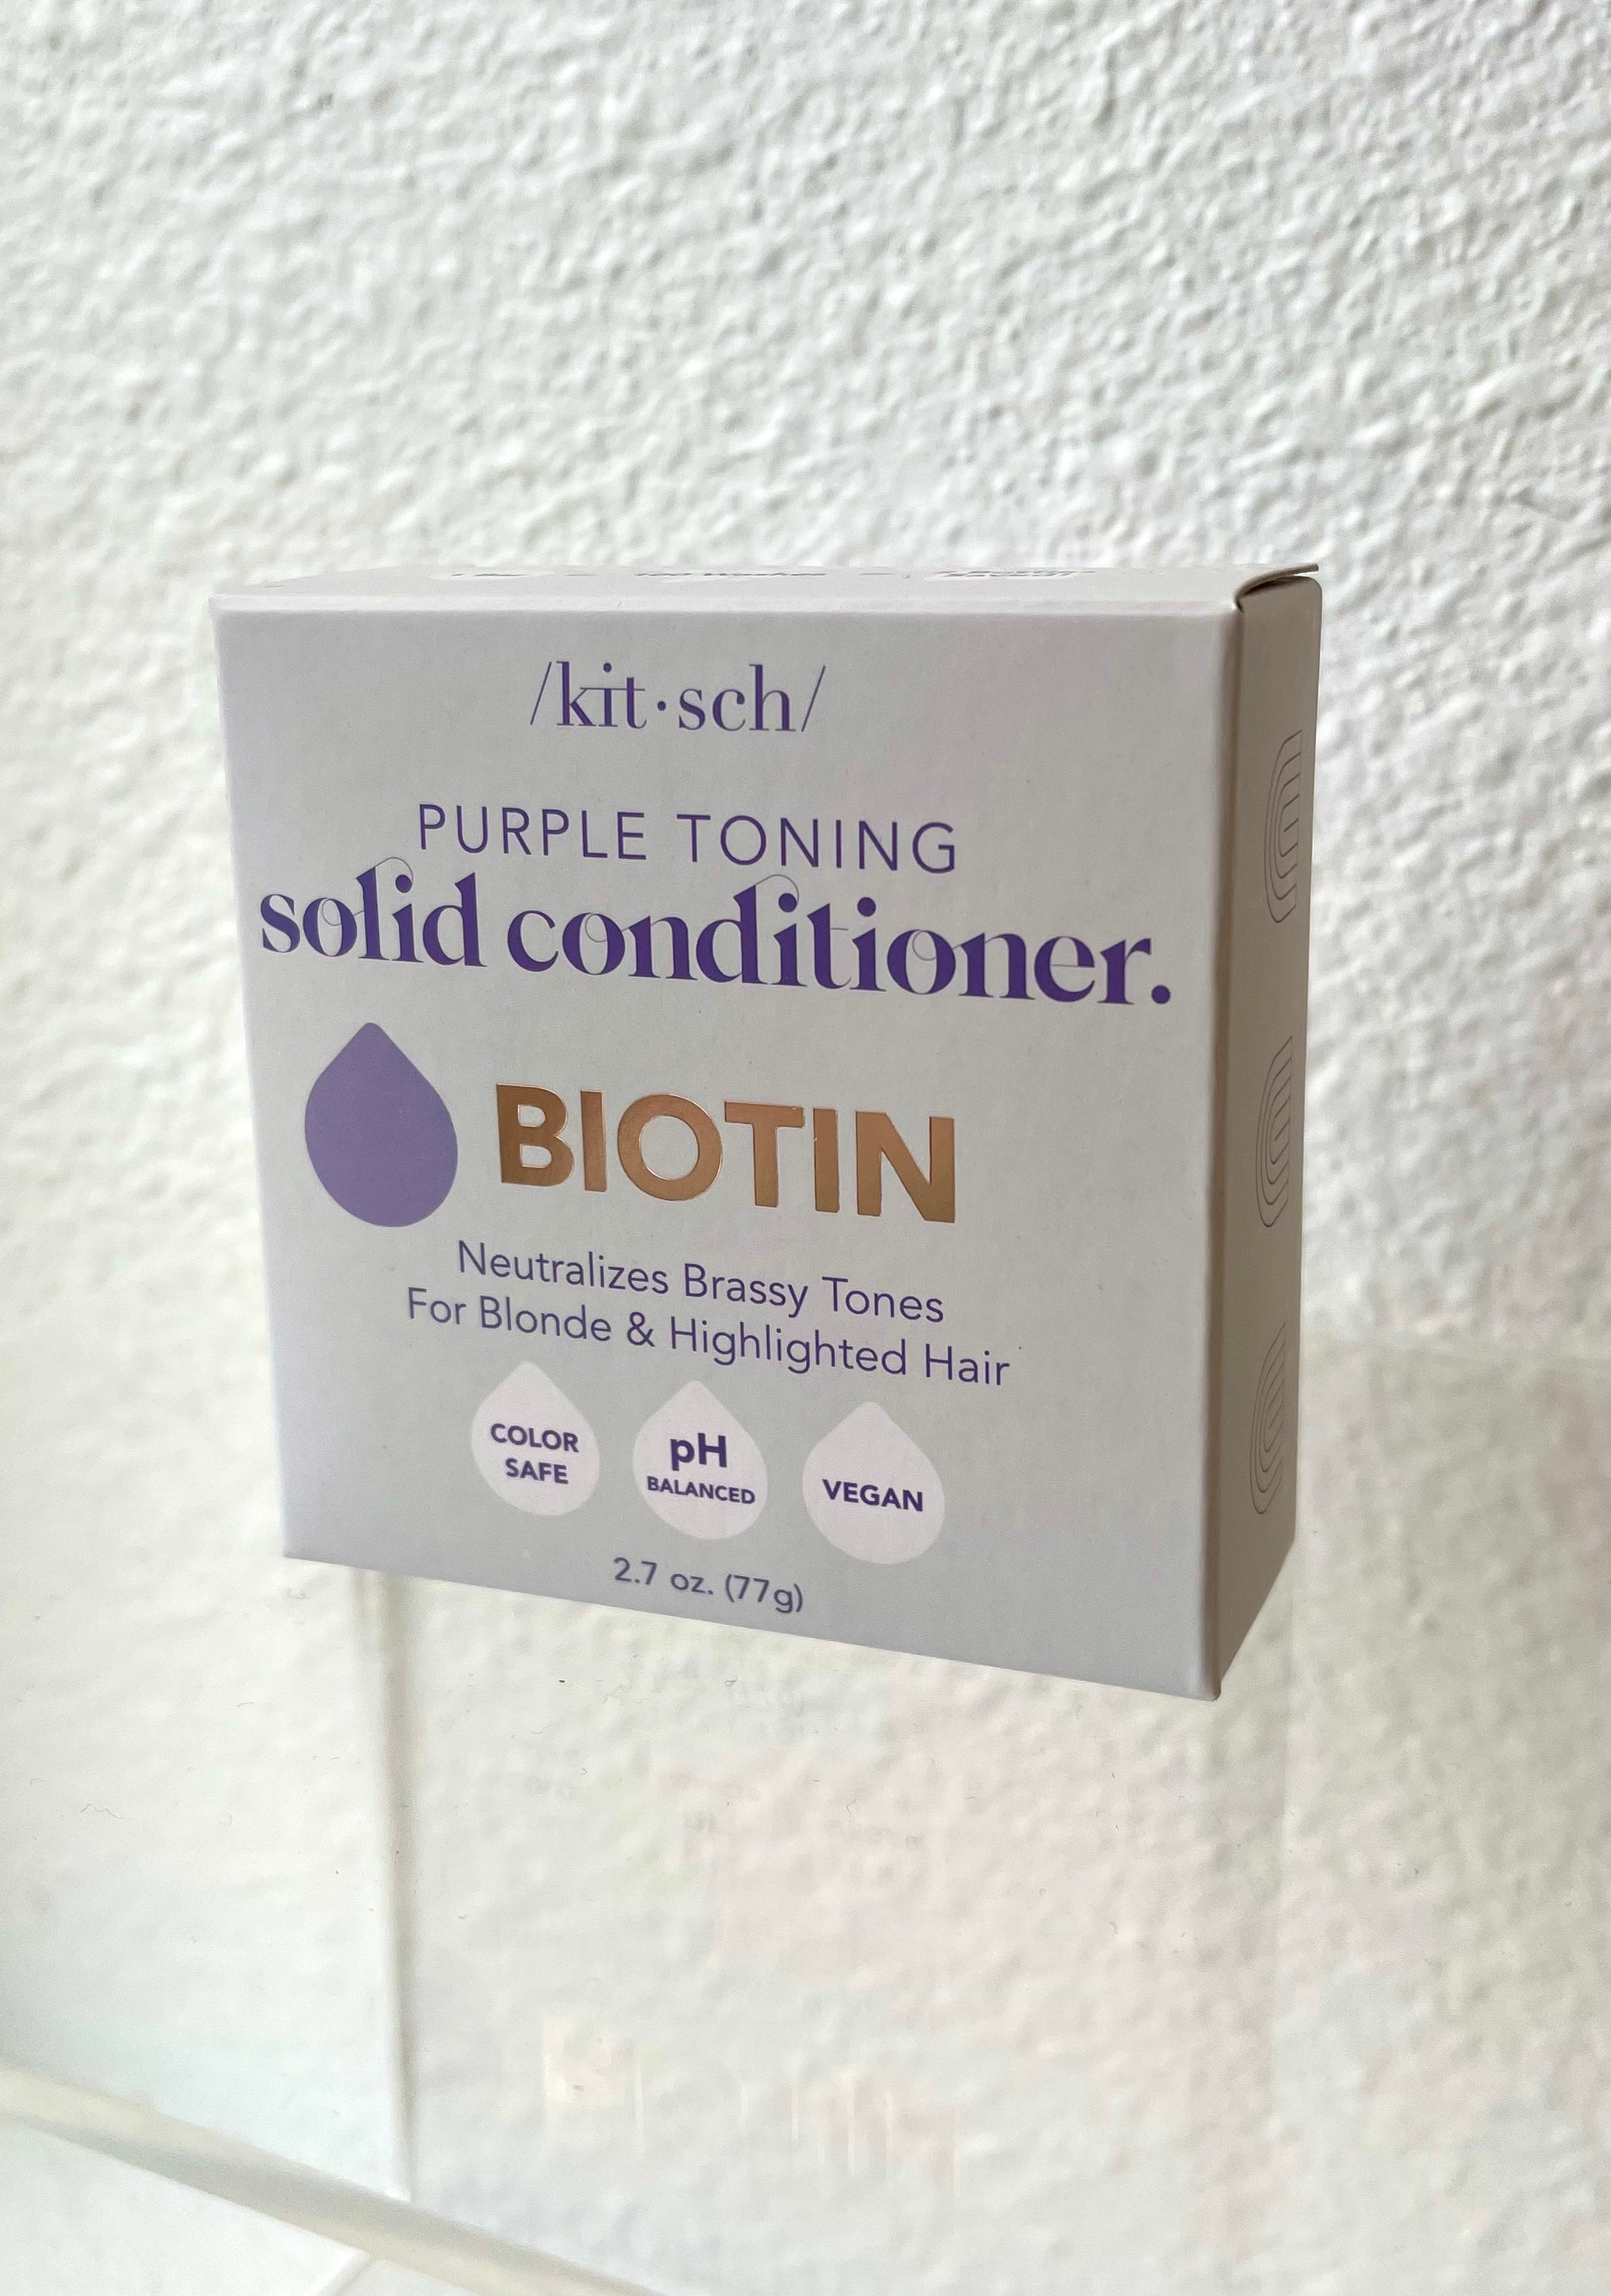 /kit·sch/
PURPLE TONING
solid conditioner.
BIOTIN
Neutralizes Brassy Tones
For Blonde & Highlighted Hair
COLOR
SAFE
pH
BALANCED
VEGAN
2.7 oz. (77g)